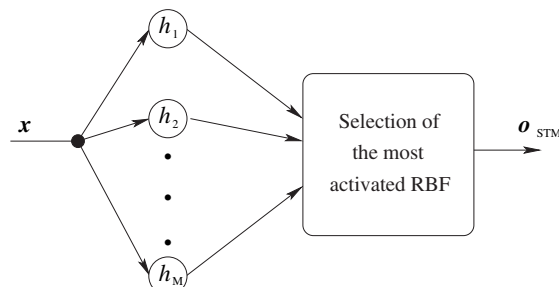 h1
x
h2
Selection of
the most
activated RBF
o STM
hM